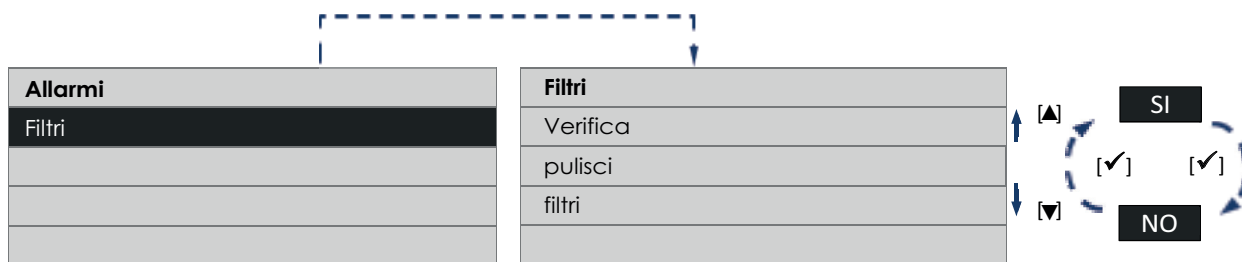 Allarmi
Filtri
Filtri
Verifica
pulisci
filtri
[▲]
[▼]
SI
[✓] [✓]
NO